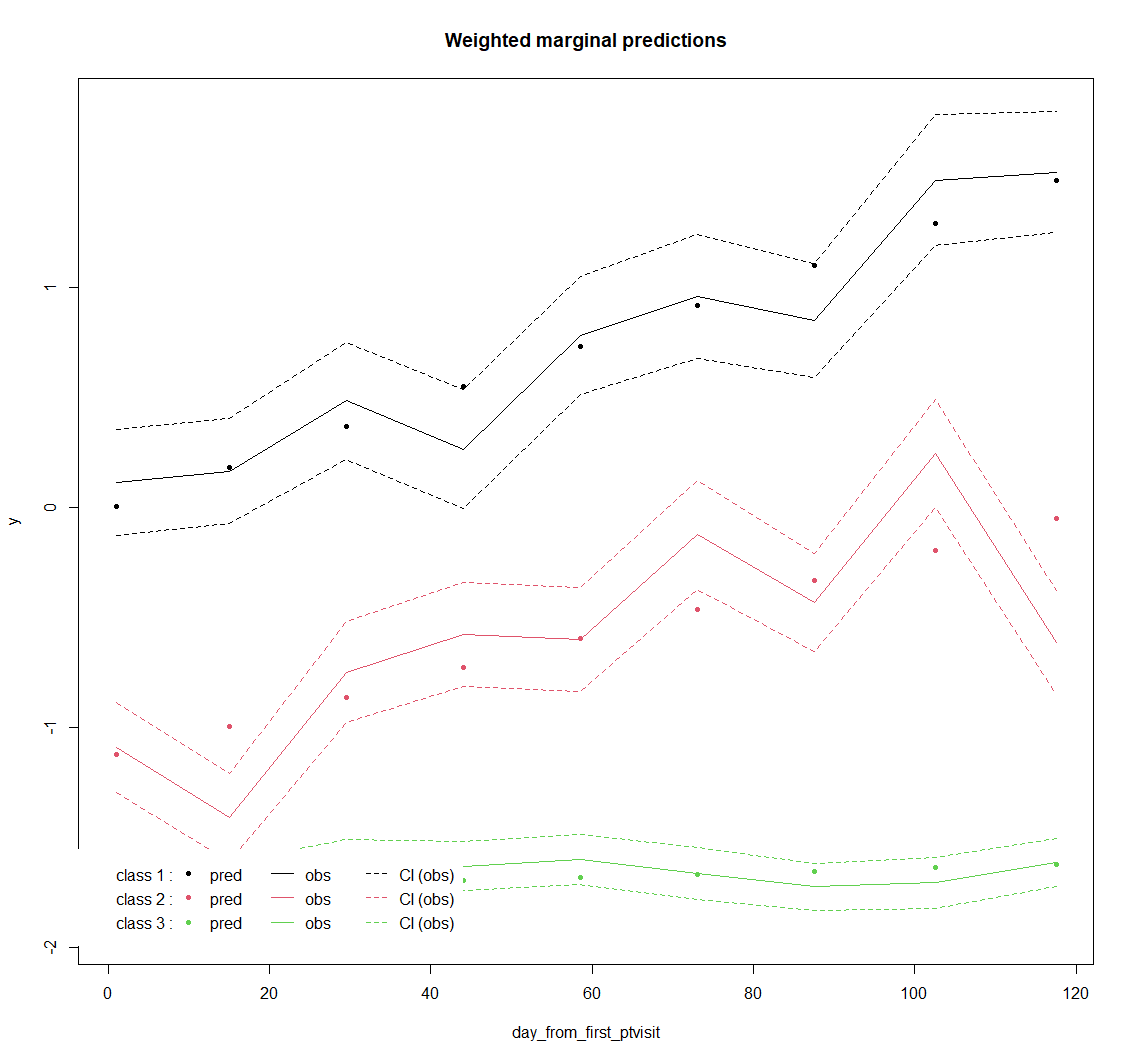 Weighted marginal predictions
y
1
0
-1
-2
class 1 : pred obs CI (obs)
class 2 : pred obs CI (obs)
class 3 : pred obs CI (obs)
0 20 40 60 80 100 120
day_from_first_ptvisit